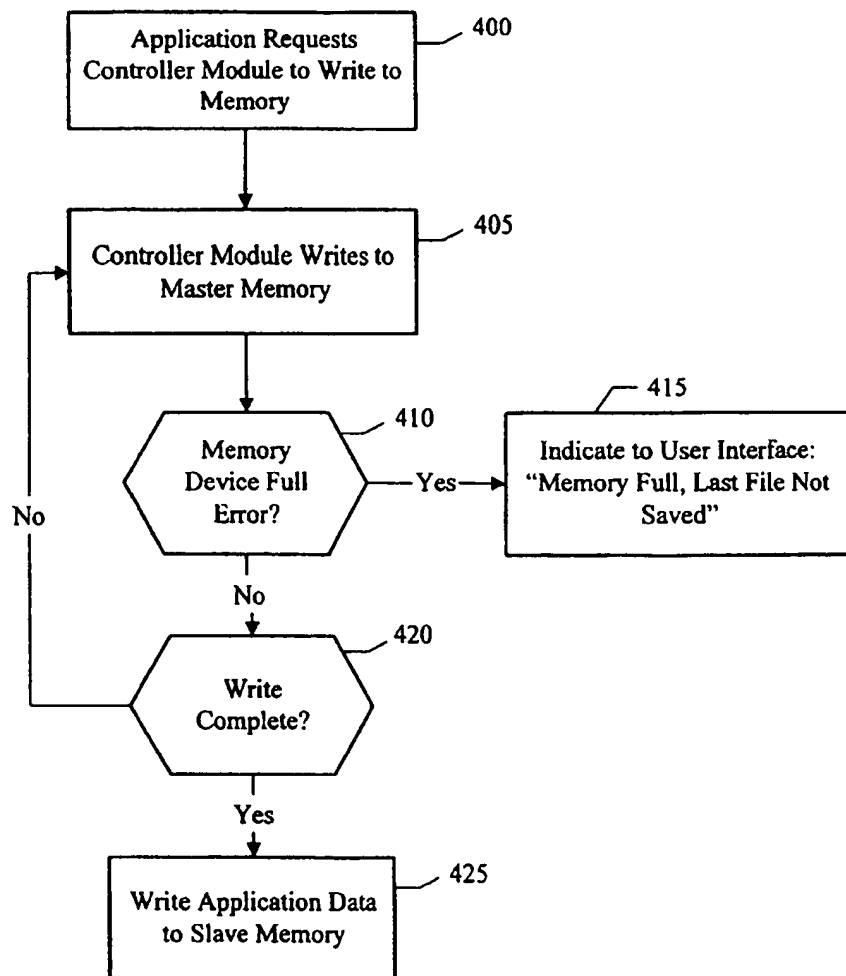 Application Requests
Controller Module to Write to
Memory
400
Controller Module Writes to
Master Memory
405
Memory
Device Full
Error?
410
Yes
Indicate to User Interface:
“Memory Full, Last File Not
Saved”
415
No
No
Write
Complete?
420
Yes
Write Application Data
to Slave Memory
425